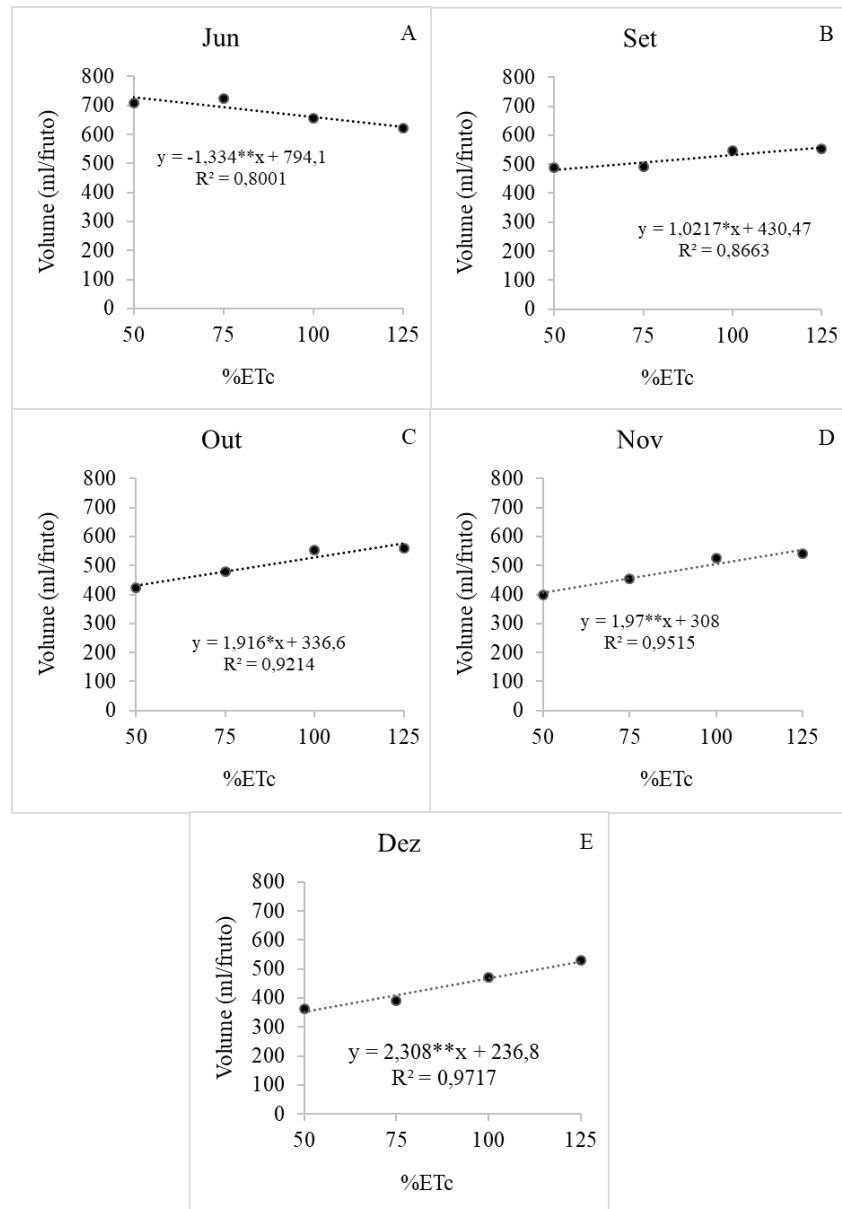 Jun
A
Volume (ml/fruto)
800
700
600
500
400
300
200
100
0
y = -1,334**x + 794,1
R² = 0,8001
50 75 100 125
%ETc
Set
B
Volume (ml/fruto)
800
700
600
500
400
300
200
100
0
y = 1,0217*x + 430,47
R² = 0,8663
50 75 100 125
%ETc
Out
C
Volume (ml/fruto)
800
700
600
500
400
300
200
100
0
y = 1,916*x + 336,6
R² = 0,9214
50 75 100 125
%ETc
Nov
D
Volume (ml/fruto)
800
700
600
500
400
300
200
100
0
y = 1,97**x + 308
R² = 0,9515
50 75 100 125
%ETc
Dez
E
Volume (ml/fruto)
800
700
600
500
400
300
200
100
0
y = 2,308**x + 236,8
R² = 0,9717
50 75 100 125
%ETc